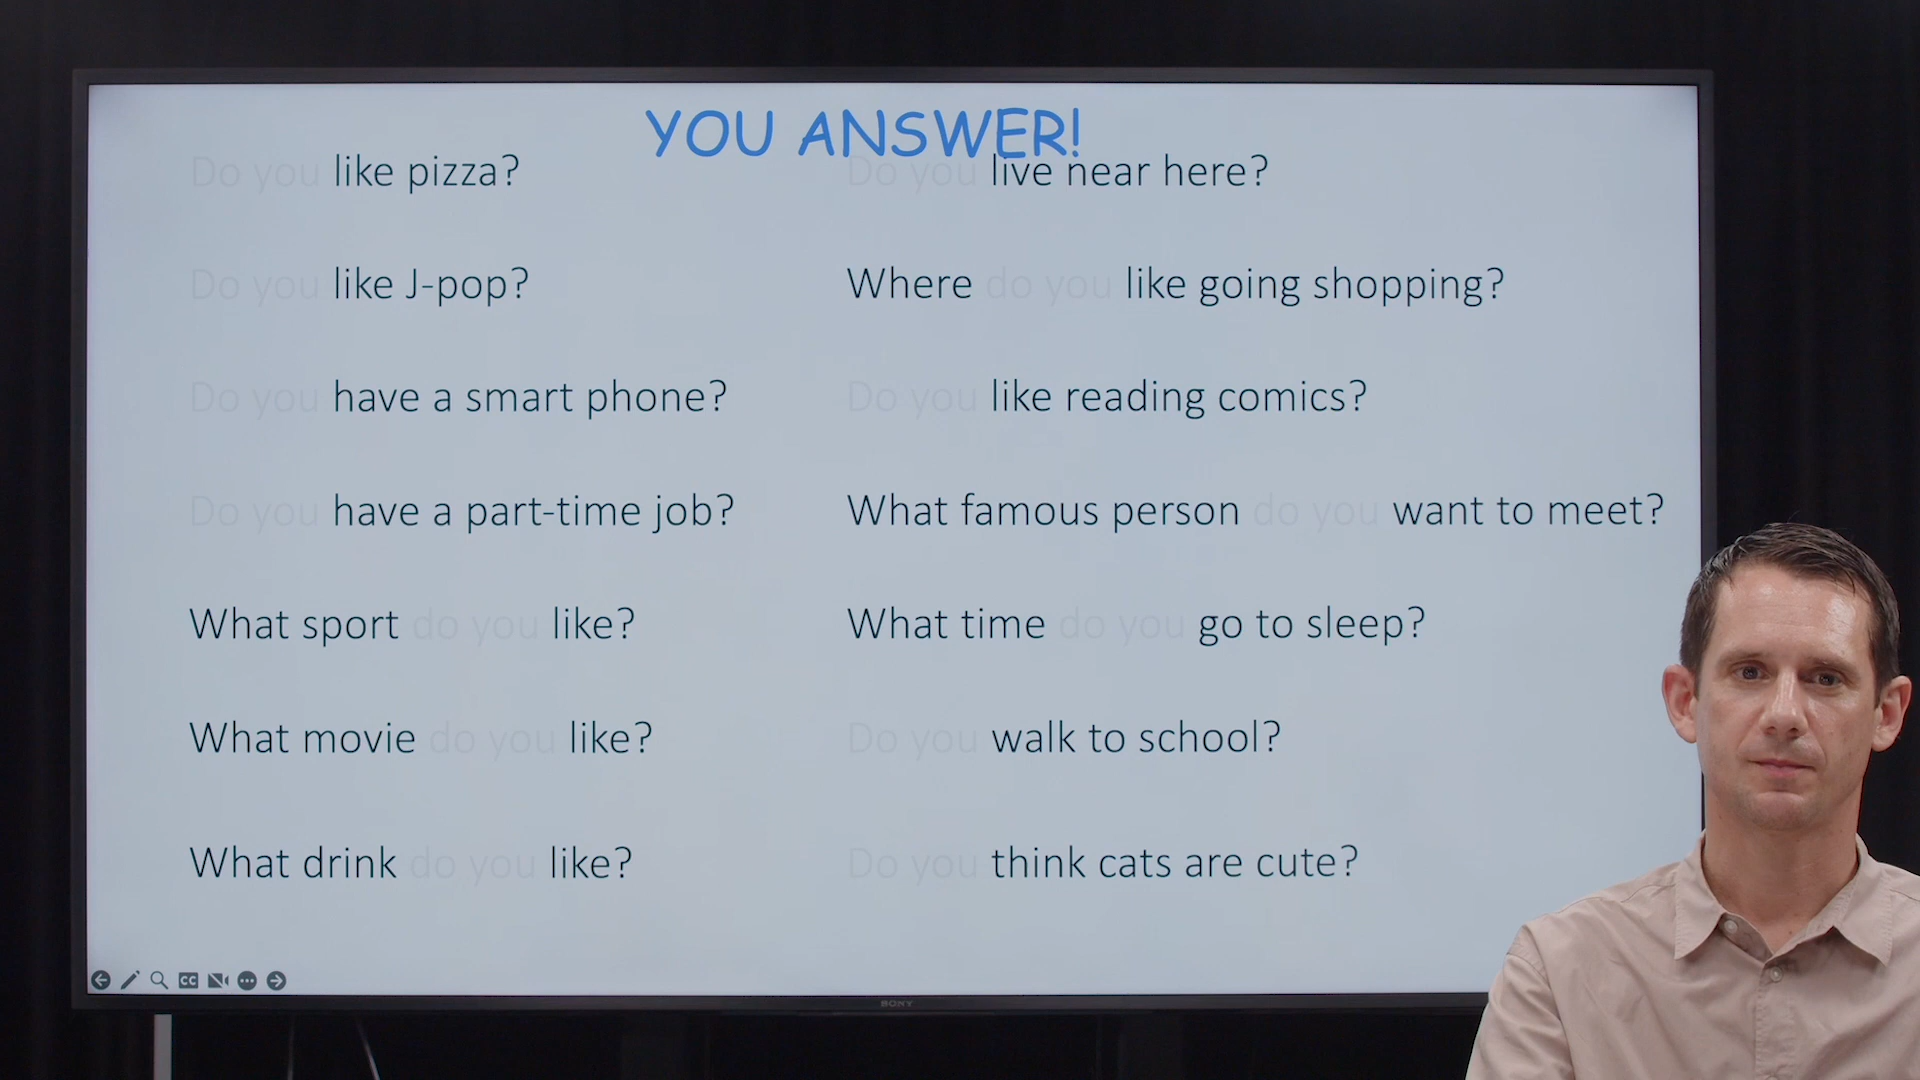 YOU ANSWER!
Do you like pizza?
Do you like J-pop?
Do you have a smart phone?
Do you have a part-time job?
What sport do you like?
What movie do you like?
What drink do you like?
Do you live near here?
Where do you like going shopping?
Do you like reading comics?
What famous person do you want to meet?
What time do you go to sleep?
Do you walk to school?
Do you think cats are cute?
CC
SONY